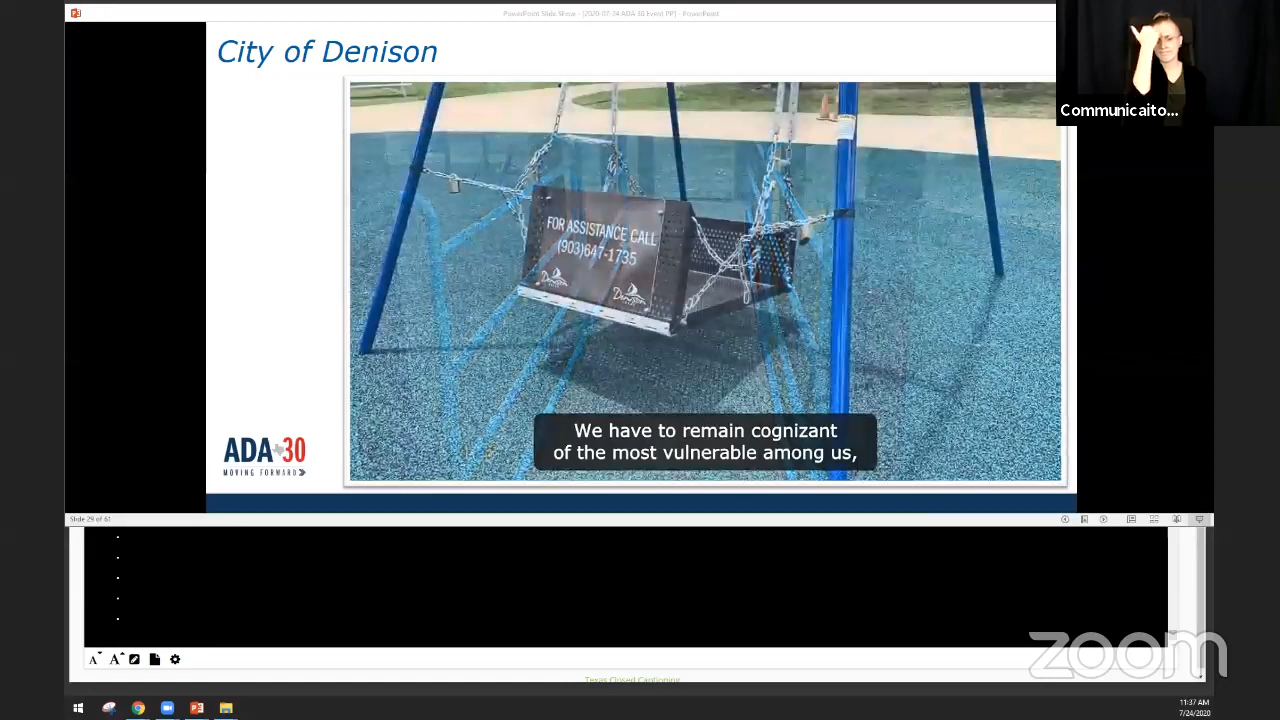 PowerPoint Slide Show - [2020-07-24 ADA 30 Event PP] - PowerPoint
City of Denison
Communicaito...
FOR ASSISTANCE CALL
(903)647-1735
Denison
Denison
We have to remain cognizant
of the most vulnerable among us,
ADA 30
MOVING FORWARD
Slide 29 of 61
zoom
Texas Closed Captioning
11:37 AM
7/24/2020